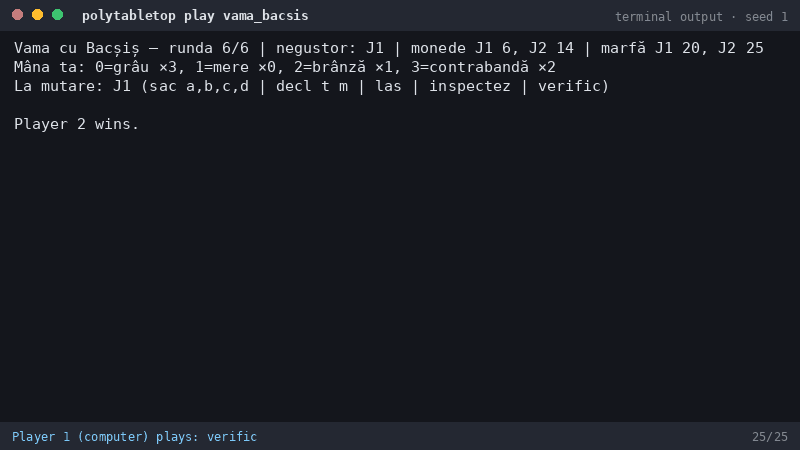 polytabletop play vama_bacsis
terminal output · seed 1
Vama cu Bacșiș — runda 6/6 | negustor: J1 | monede J1 6, J2 14 | marfă J1 20, J2 25
Mâna ta: 0=grâu ×3, 1=mere ×0, 2=brânză ×1, 3=contrabandă ×2
La mutare: J1 (sac a,b,c,d | decl t m | las | inspectez | verific)
Player 2 wins.
Player 1 (computer) plays: verific
25/25